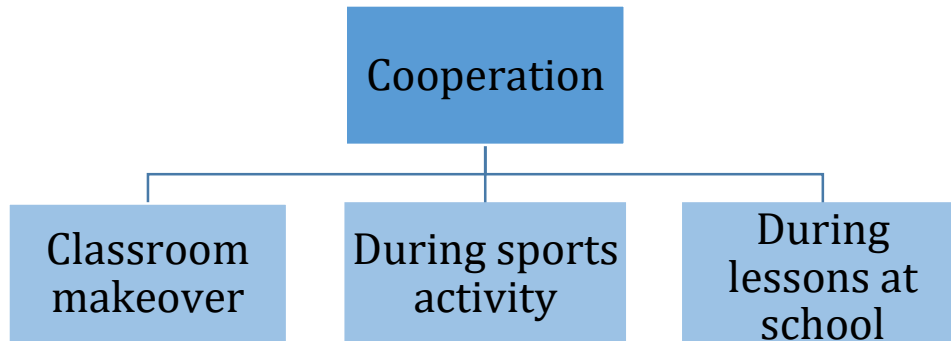 Cooperation
Classroom
makeover
During sports
activity
During
lessons at
school